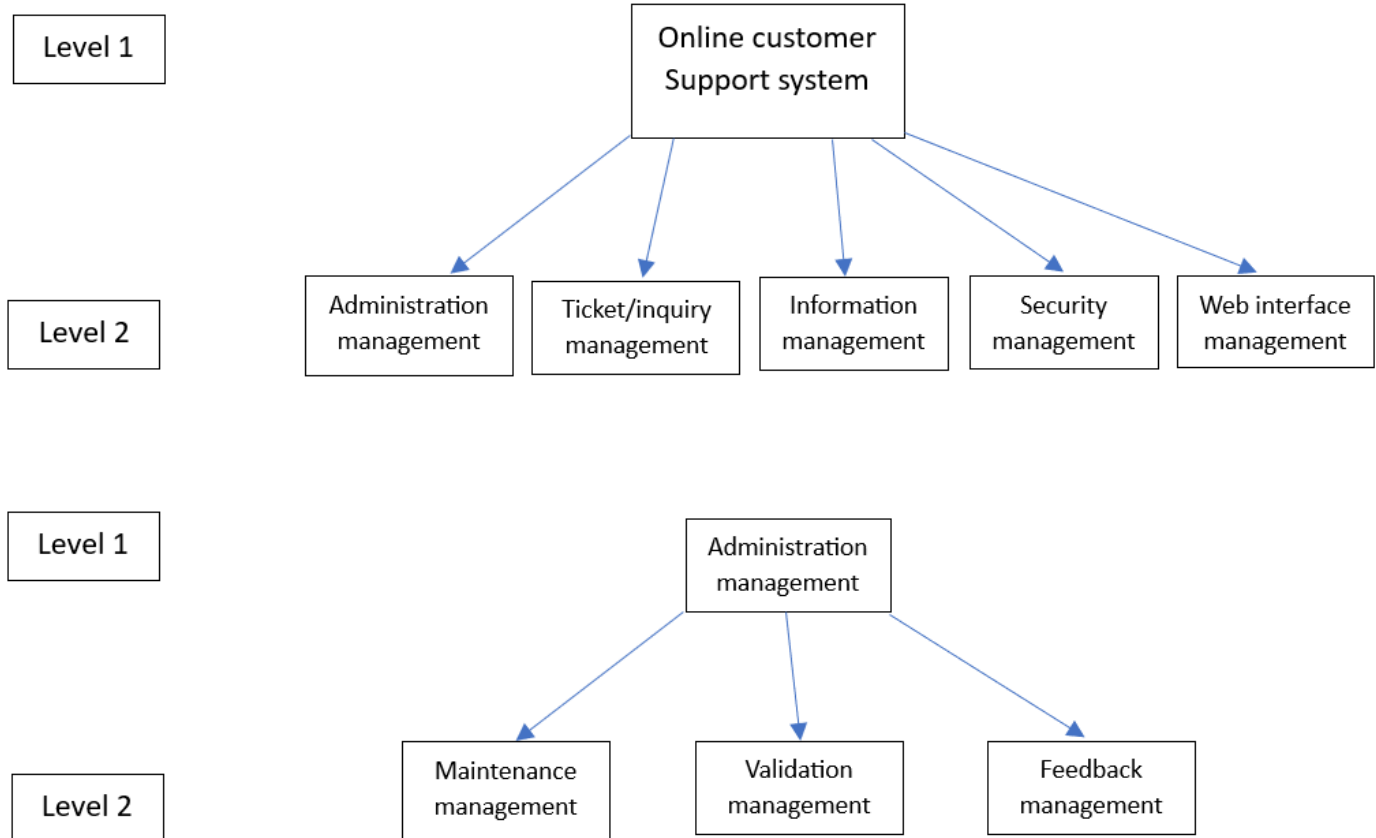 Level 1
Online customer
Support system
Level 2
Administration
management
Ticket/inquiry
management
Information
management
Security
management
Web interface
management
Level 1
Administration
management
Level 2
Maintenance
management
Validation
management
Feedback
management